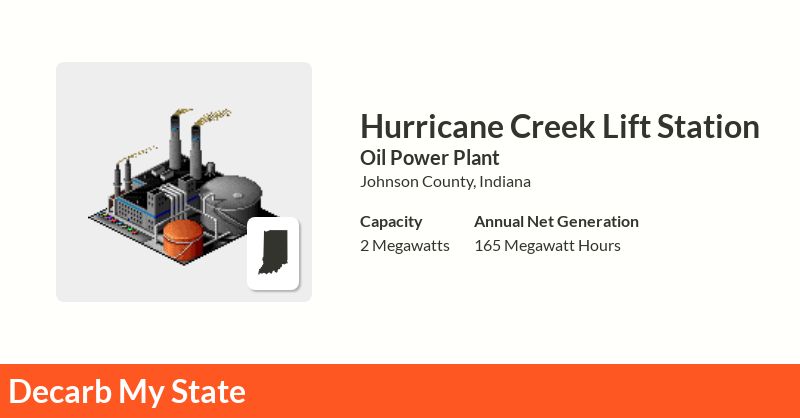 Hurricane Creek Lift Station
Oil Power Plant
Johnson County, Indiana
Capacity
2 Megawatts
Annual Net Generation
165 Megawatt Hours
Decarb My State